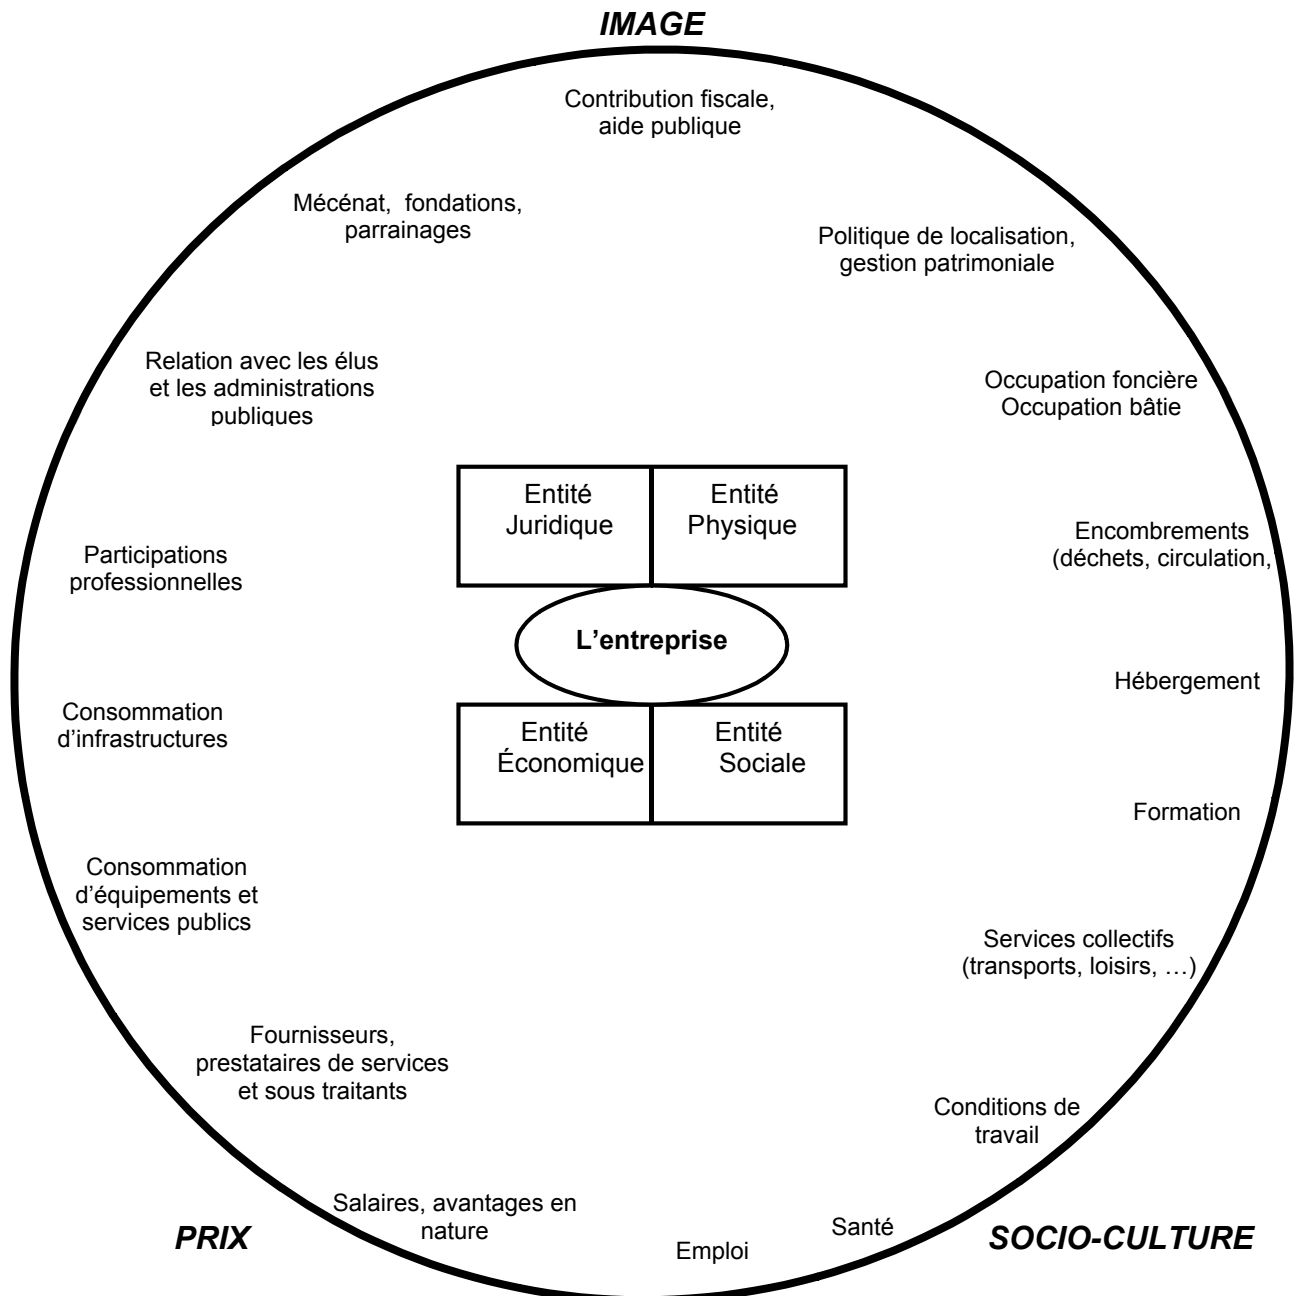 IMAGE
Contribution fiscale,
aide publique
Mécénat, fondations,
parrainages
Politique de localisation,
gestion patrimoniale
Relation avec les élus
et les administrations
publiques
Occupation foncière
Occupation bâtie
Entité
Juridique
Entité
Physique
Encombrements
(déchets, circulation,
Participations
professionnelles
L’entreprise
Hébergement
Consommation
d’infrastructures
Entité
Économique
Entité
Sociale
Formation
Consommation
d’équipements et
services publics
Services collectifs
(transports, loisirs, …)
Fournisseurs,
prestataires de services
et sous traitants
Conditions de
travail
Salaires, avantages en
nature
Santé
Emploi
PRIX
SOCIO-CULTURE